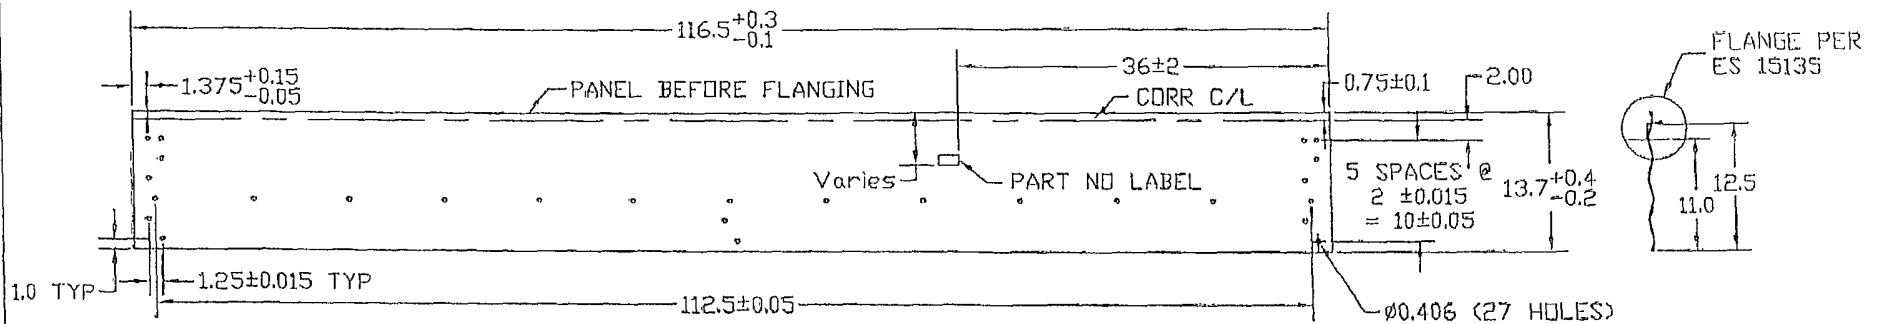 116.5 +0.3 -0.1
FLANGE PER
ES 15135
36±2
1.375 +0.15 -0.05
PANEL BEFORE FLANGING
CORR C/L
0.75±0.1
2.00
Varies
PART NO LABEL
5 SPACES @
2 ±0.015
= 10±0.05
13.7 +0.4 -0.2
12.5
11.0
1.0 TYP
1.25±0.015 TYP
112.5±0.05
Ø0.406 (27 HOLES)